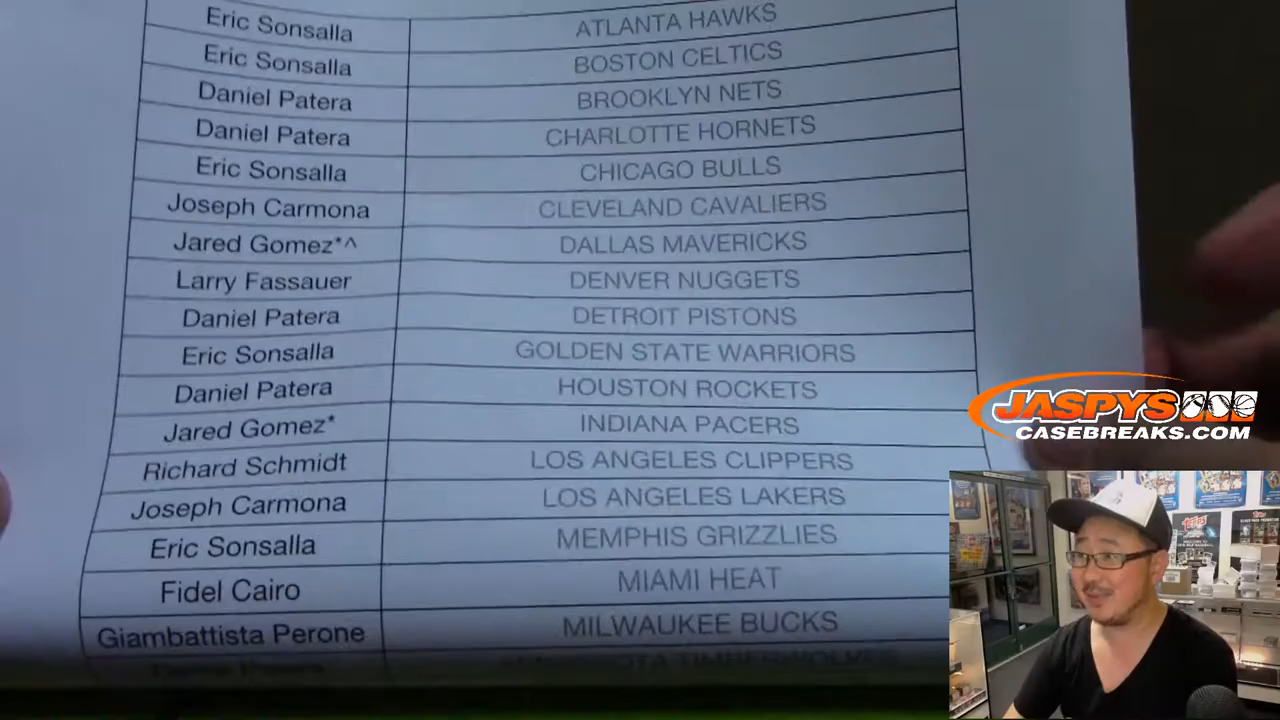 Eric Sonsalla ATLANTA HAWKS
Eric Sonsalla BOSTON CELTICS
Daniel Patera BROOKLYN NETS
Daniel Patera CHARLOTTE HORNETS
Eric Sonsalla CHICAGO BULLS
Joseph Carmona CLEVELAND CAVALIERS
Jared Gomez*^ DALLAS MAVERICKS
Larry Fassauer DENVER NUGGETS
Daniel Patera DETROIT PISTONS
Eric Sonsalla GOLDEN STATE WARRIORS
Daniel Patera HOUSTON ROCKETS
Jared Gomez* INDIANA PACERS
Richard Schmidt LOS ANGELES CLIPPERS
Joseph Carmona LOS ANGELES LAKERS
Eric Sonsalla MEMPHIS GRIZZLIES
Fidel Cairo MIAMI HEAT
Giambattista Perone MILWAUKEE BUCKS
TIMBERWOLVES
JASPYS
CASEBREAKS.COM
topps